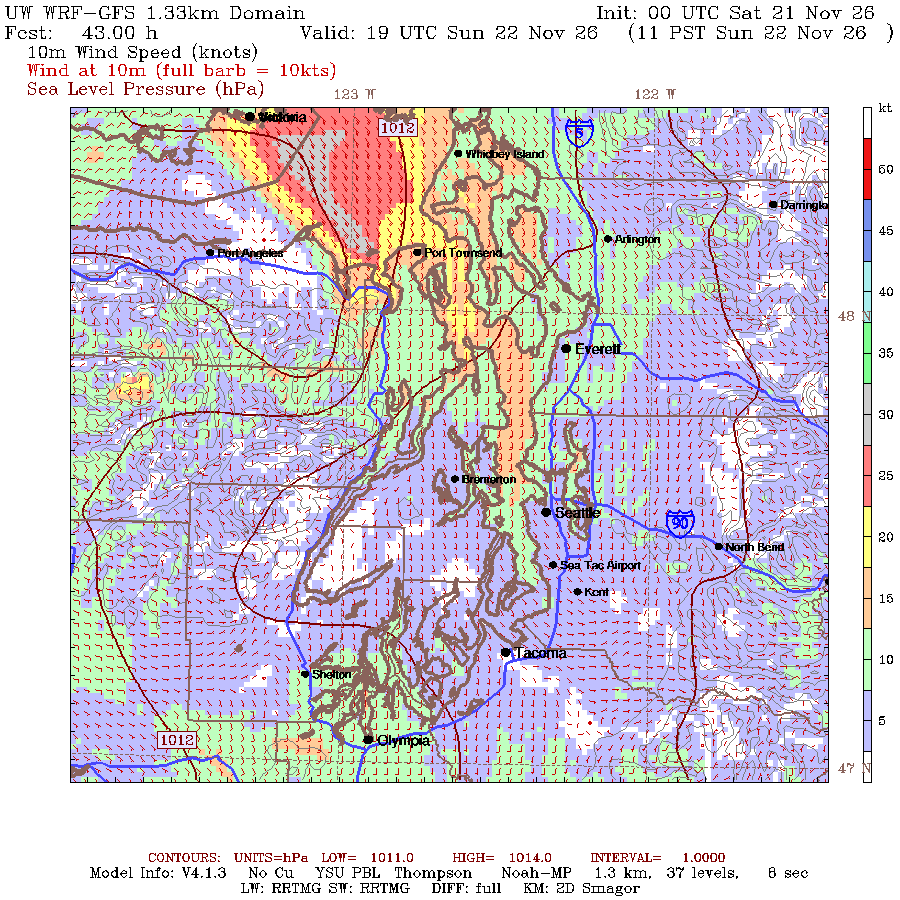 UW WRF-GFS 1.33km Domain Init: 00 UTC Sat 21 Nov 26
Fcst: 43.00 h Valid: 19 UTC Sun 22 Nov 26 (11 PST Sun 22 Nov 26 )
10m Wind Speed (knots)
Wind at 10m (full barb = 10kts)
Sea Level Pressure (hPa)
123 W 122 W
kt
Victoria
1012
5
Whidbey Island
50
Darringto
45
Arlington
Port Angeles
Port Townsend
40
48 N
Everett
35
30
25
Bremerton
Seattle
90
20
North Bend
Sea Tac Airport
Kent
15
Tacoma
10
Shelton
5
1012
Olympia
47 N
CONTOURS: UNITS=hPa LOW= 1011.0 HIGH= 1014.0 INTERVAL= 1.0000
Model Info: V4.1.3 No Cu YSU PBL Thompson Noah-MP 1.3 km, 37 levels, 8 sec
LW: RRTMG SW: RRTMG DIFF: full KM: 2D Smagor